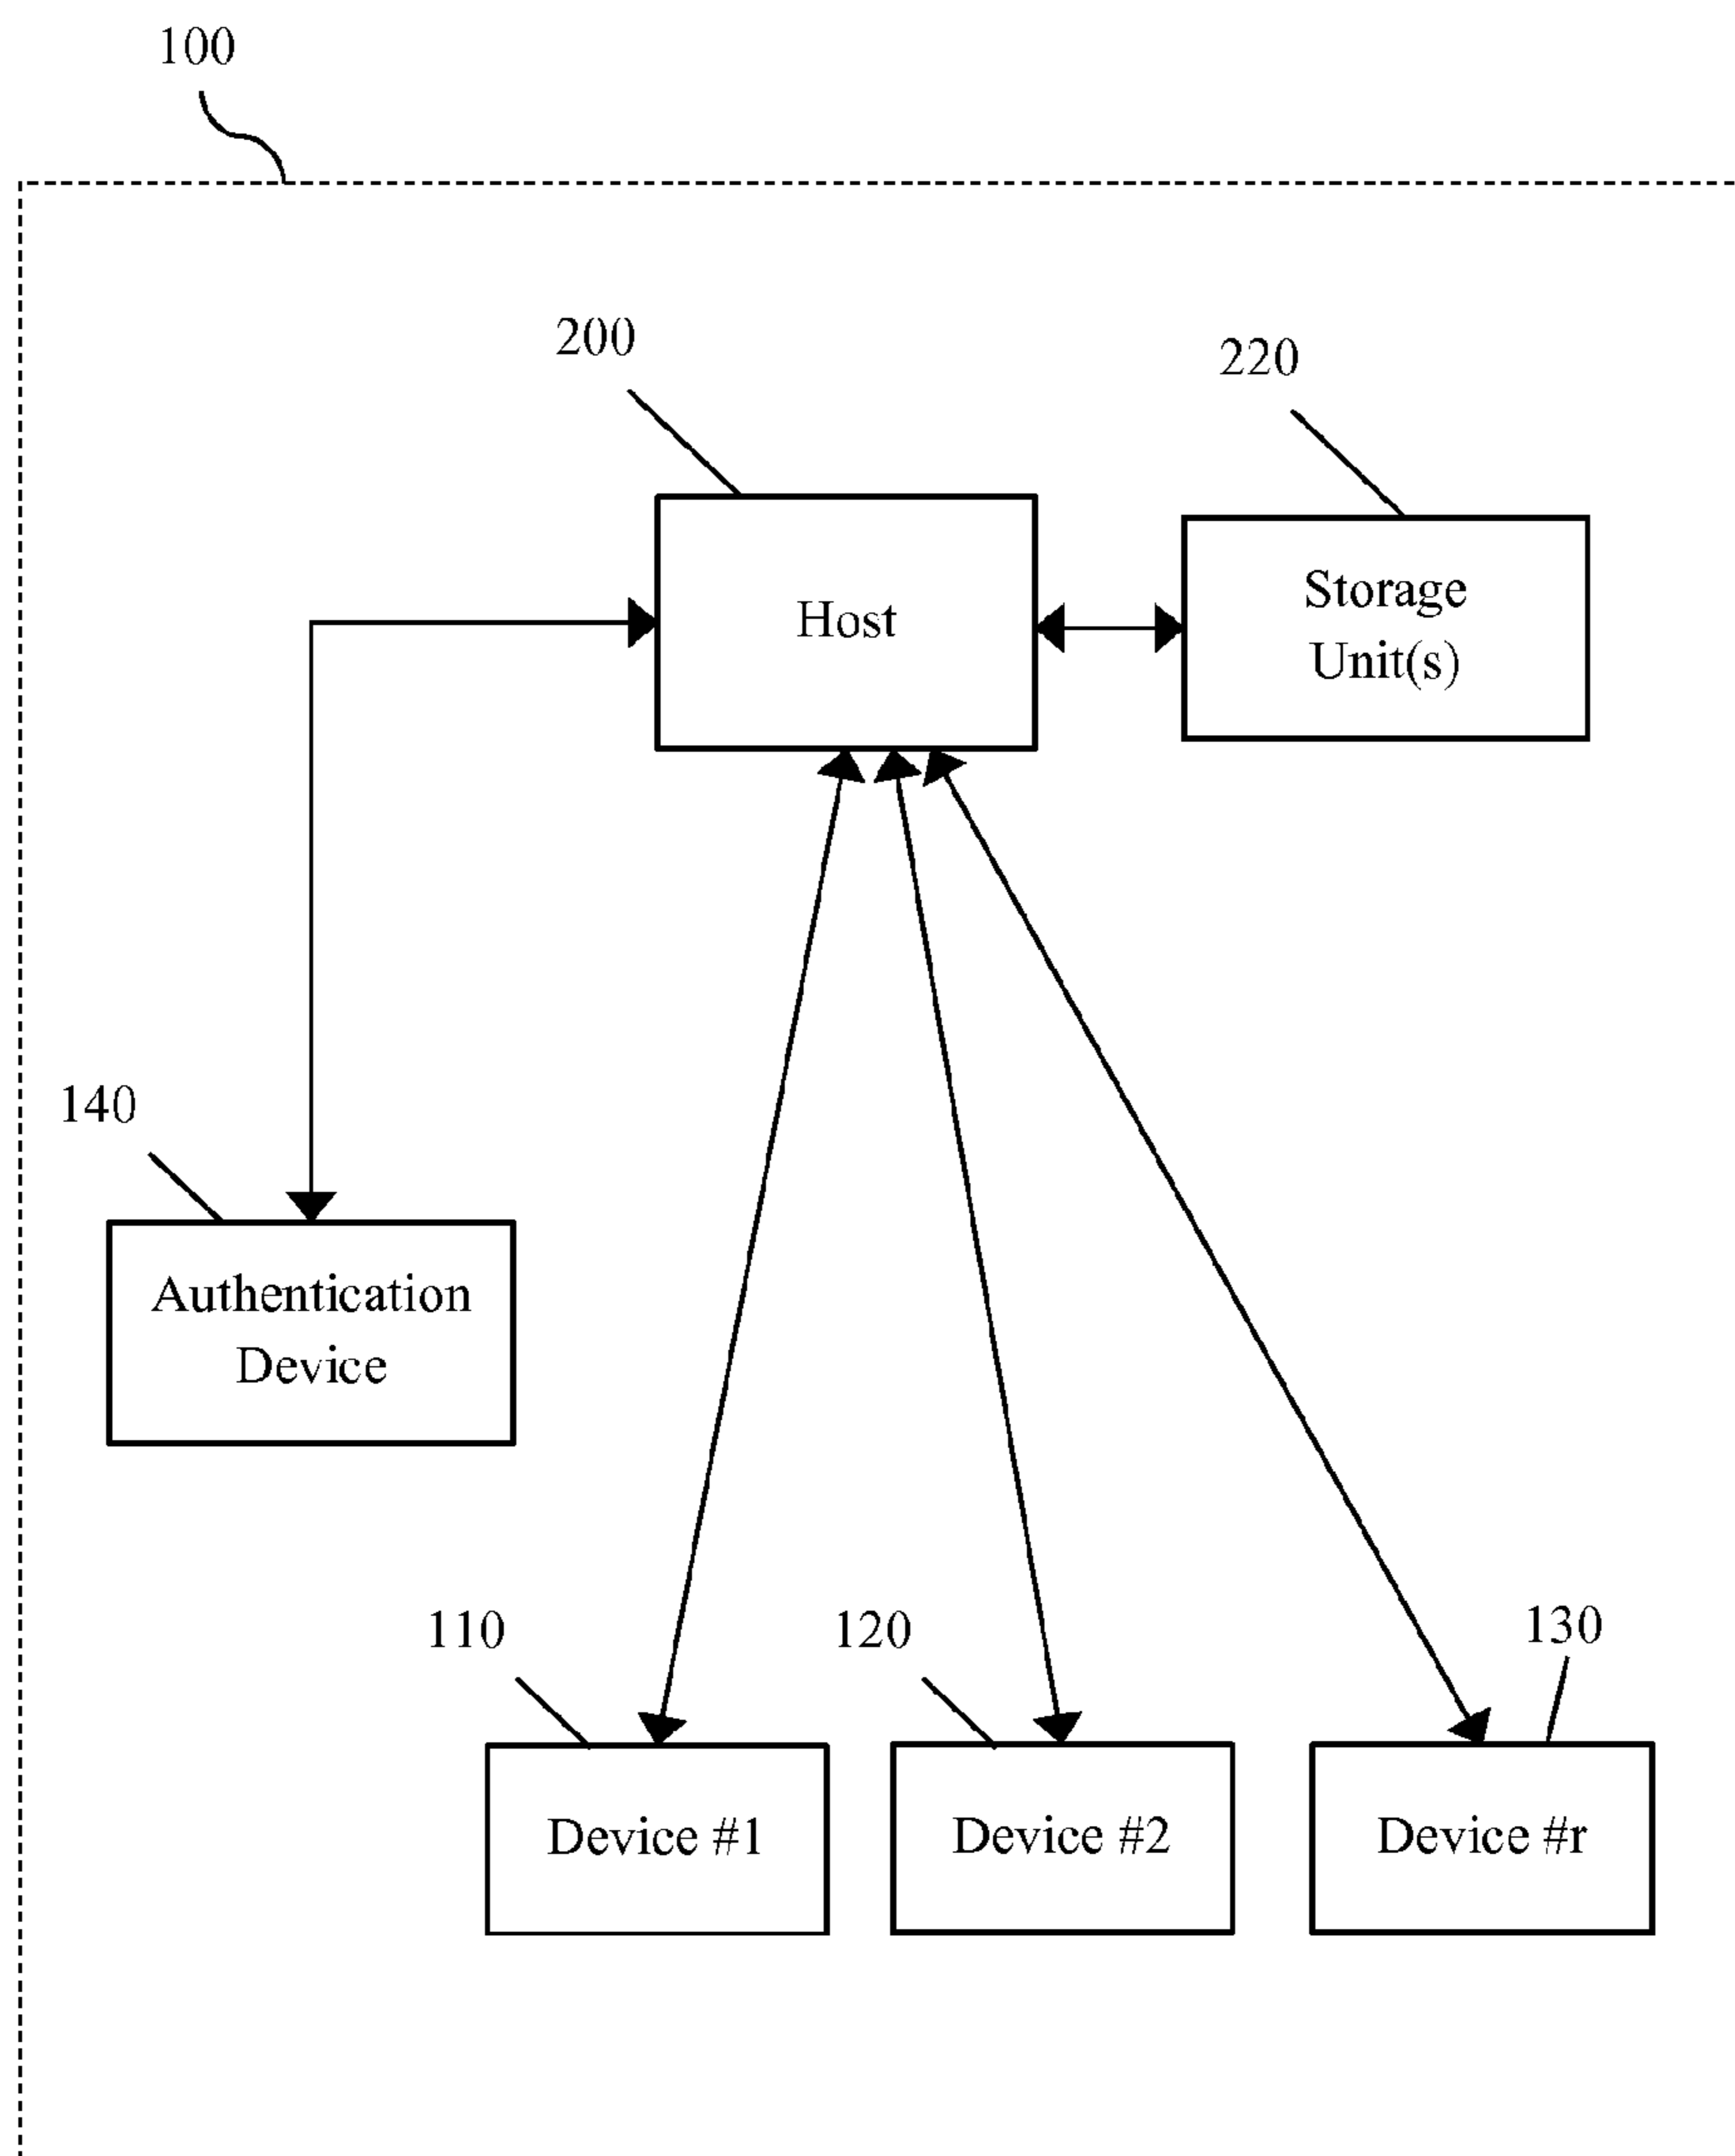 100
200
220
Host
Storage
Unit(s)
140
Authentication
Device
110
120
130
Device #1
Device #2
Device #r